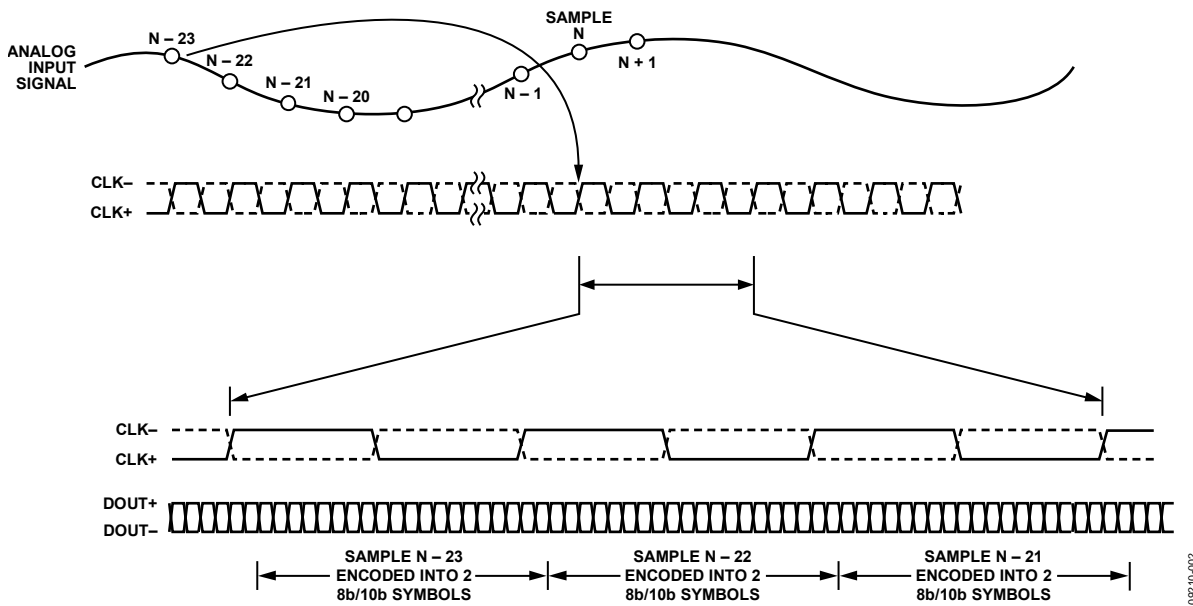 SAMPLE
N
N – 23
ANALOG
INPUT
SIGNAL
N – 22
N + 1
N – 21
N – 1
N – 20
CLK–
CLK+
CLK–
CLK+
DOUT+
DOUT–
SAMPLE N – 23
ENCODED INTO 2
8b/10b SYMBOLS
SAMPLE N – 22
ENCODED INTO 2
8b/10b SYMBOLS
SAMPLE N – 21
ENCODED INTO 2
8b/10b SYMBOLS